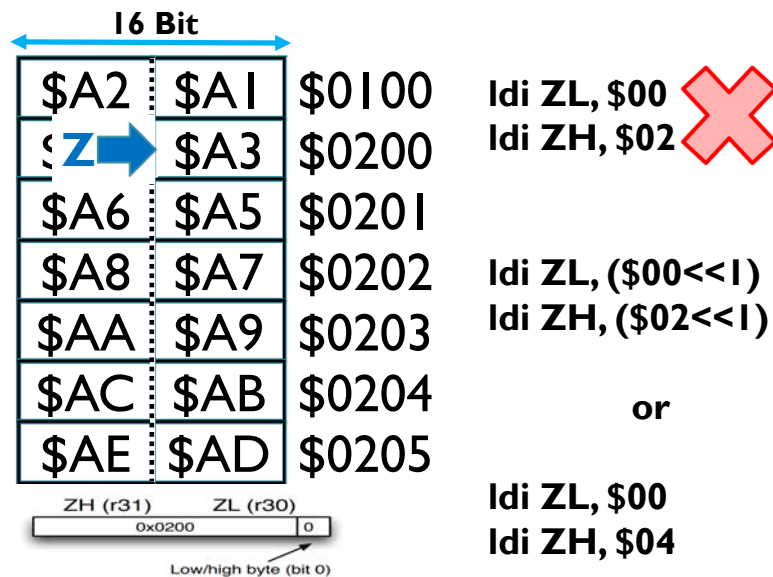 16 Bit
$A2 $A1 $0100
Z $A3 $0200
$A6 $A5 $0201
$A8 $A7 $0202
$AA $A9 $0203
$AC $AB $0204
$AE $AD $0205
ZH (r31) ZL (r30)
0x0200 0
Low/high byte (bit 0)
ldi ZL, $00
ldi ZH, $02
ldi ZL, ($00<<1)
ldi ZH, ($02<<1)
or
ldi ZL, $00
ldi ZH, $04